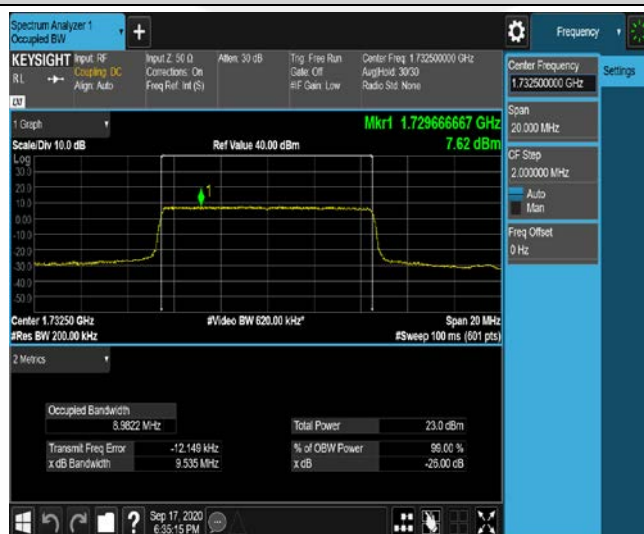 Spectrum Analyzer 1
Occupied BW
Frequency
KEYSIGHT
RL
Input: RF
Coupling: DC
Align: Auto
Input Z: 50 Ω
Corrections: On
Freq Ref: Int (S)
Atten: 30 dB
Trig: Free Run
Gate: Off
#IF Gain: Low
Center Freq: 1.732500000 GHz
Avg|Hold: 30/30
Radio Std: None
Center Frequency
1.732500000 GHz
Settings
Span
20.000 MHz
CF Step
2.000000 MHz
Auto
Man
Freq Offset
0 Hz
1 Graph
Mkr1 1.729666667 GHz
7.62 dBm
Scale/Div 10.0 dB
Ref Value 40.00 dBm
Log
30.0
20.0
10.0
0.00
-10.0
-20.0
-30.0
-40.0
-50.0
1
Center 1.73250 GHz
#Video BW 620.00 kHz*
Span 20 MHz
#Res BW 200.00 kHz
#Sweep 100 ms (601 pts)
2 Metrics
Occupied Bandwidth
8.9822 MHz
Total Power 23.0 dBm
Transmit Freq Error -12.149 kHz
% of OBW Power 99.00 %
x dB Bandwidth 9.535 MHz
x dB -26.00 dB
?
Sep 17, 2020
6:35:15 PM